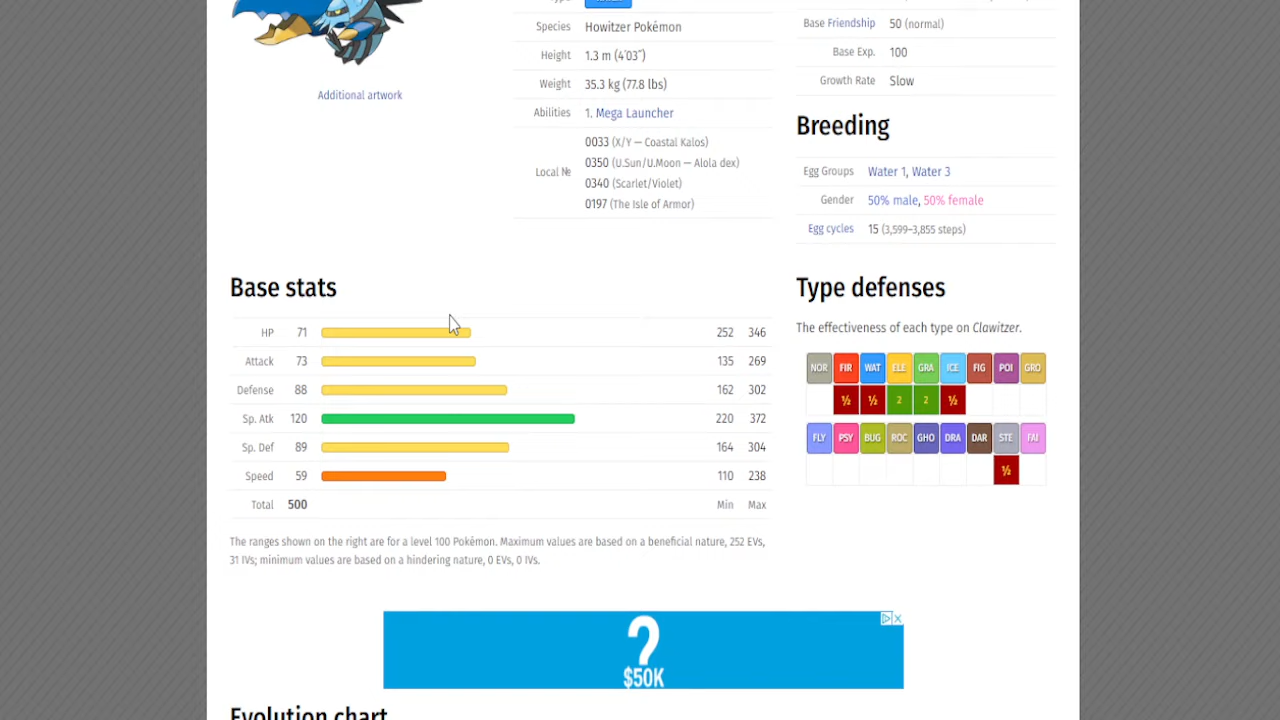 Species Howitzer Pokémon
Height 1.3 m (4′03″)
Weight 35.3 kg (77.8 lbs)
Abilities 1. Mega Launcher
Local № 0033 (X/Y — Coastal Kalos)
0350 (U.Sun/U.Moon — Alola dex)
0340 (Scarlet/Violet)
0197 (The Isle of Armor)
Additional artwork
Base Friendship 50 (normal)
Base Exp. 100
Growth Rate Slow
Breeding
Egg Groups Water 1, Water 3
Gender 50% male, 50% female
Egg cycles 15 (3,599–3,855 steps)
Base stats
HP 71 252 346
Attack 73 135 269
Defense 88 162 302
Sp. Atk 120 220 372
Sp. Def 89 164 304
Speed 59 110 238
Total 500 Min Max
The ranges shown on the right are for a level 100 Pokémon. Maximum values are based on a beneficial nature, 252 EVs,
31 IVs; minimum values are based on a hindering nature, 0 EVs, 0 IVs.
Type defenses
The effectiveness of each type on Clawitzer.
NOR FIR WAT ELE GRA ICE FIG POI GRO
½ ½ 2 2 ½
FLY PSY BUG ROC GHO DRA DAR STE FAI
½
?
$50K
Evolution chart